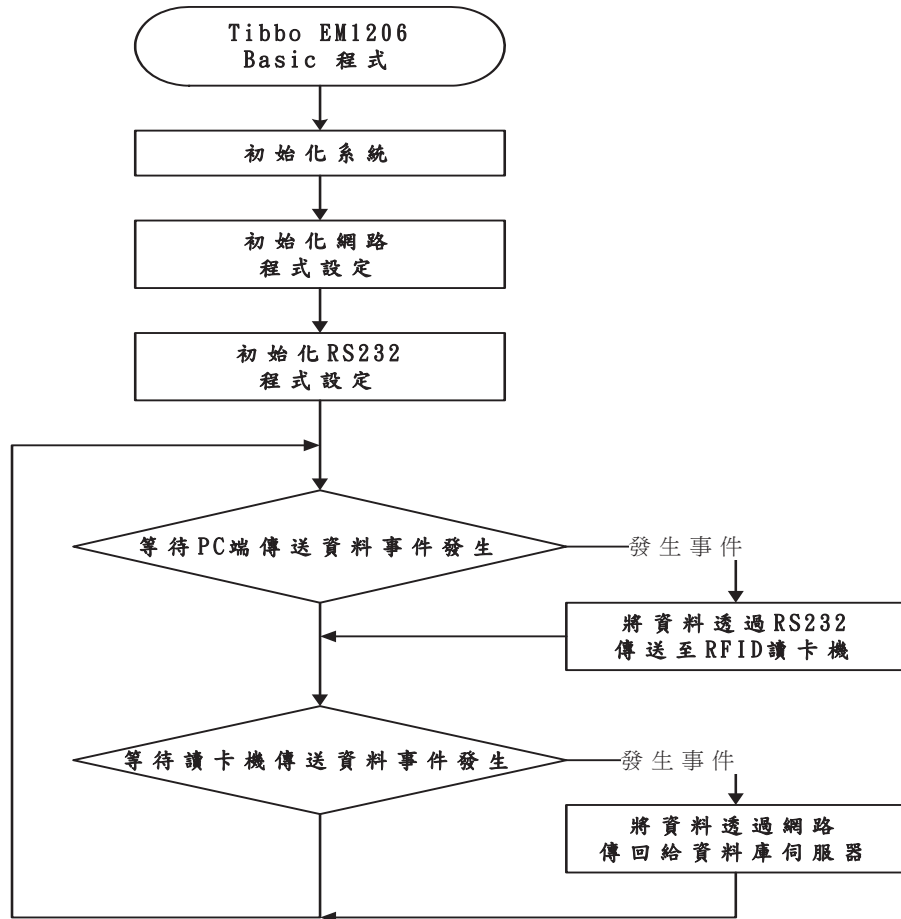 Tibbo EM1206
Basic 程式
初始化系統
初始化網路
程式設定
初始化RS232
程式設定
等待PC端傳送資料事件發生
發生事件
將資料透過RS232
傳送至RFID讀卡機
等待讀卡機傳送資料事件發生
發生事件
將資料透過網路
傳回給資料庫伺服器